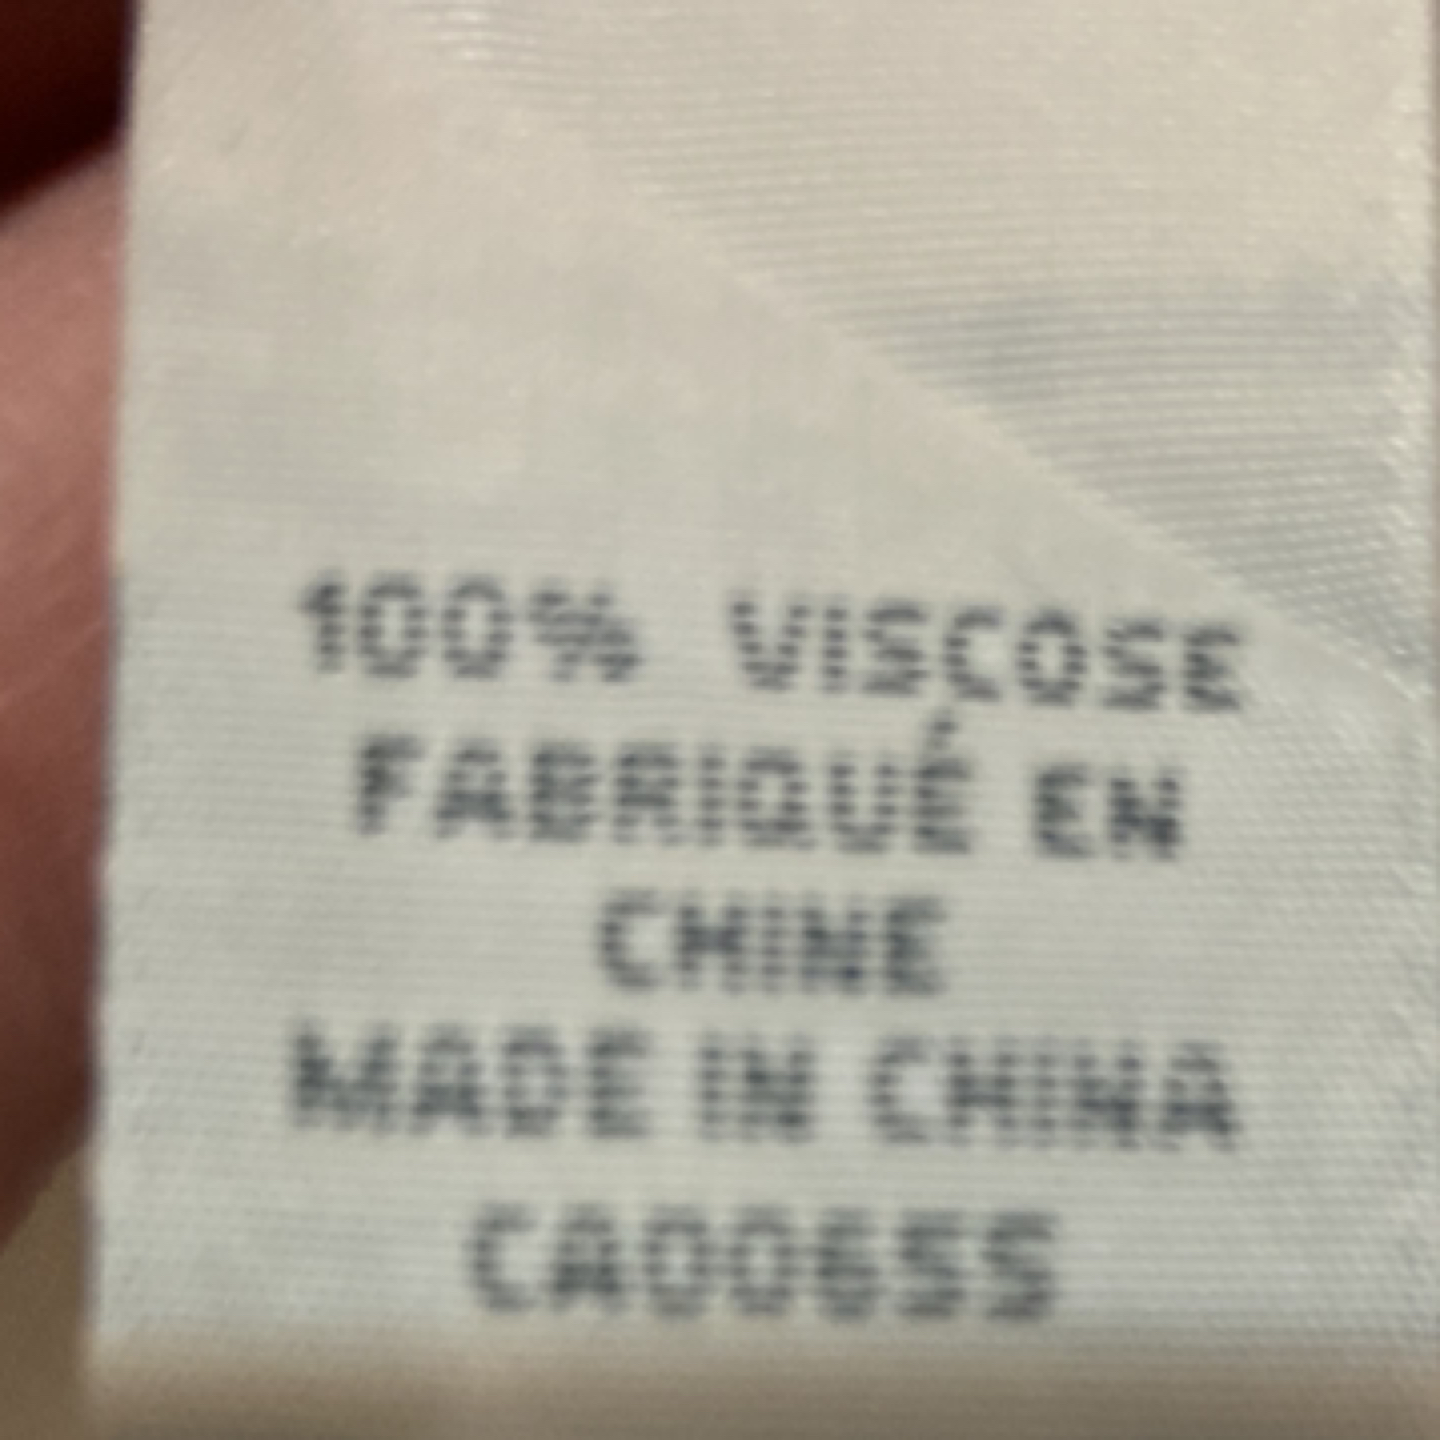 100% VISCOSE
FABRIQUÉ EN
CHINE
MADE IN CHINA
CA00655